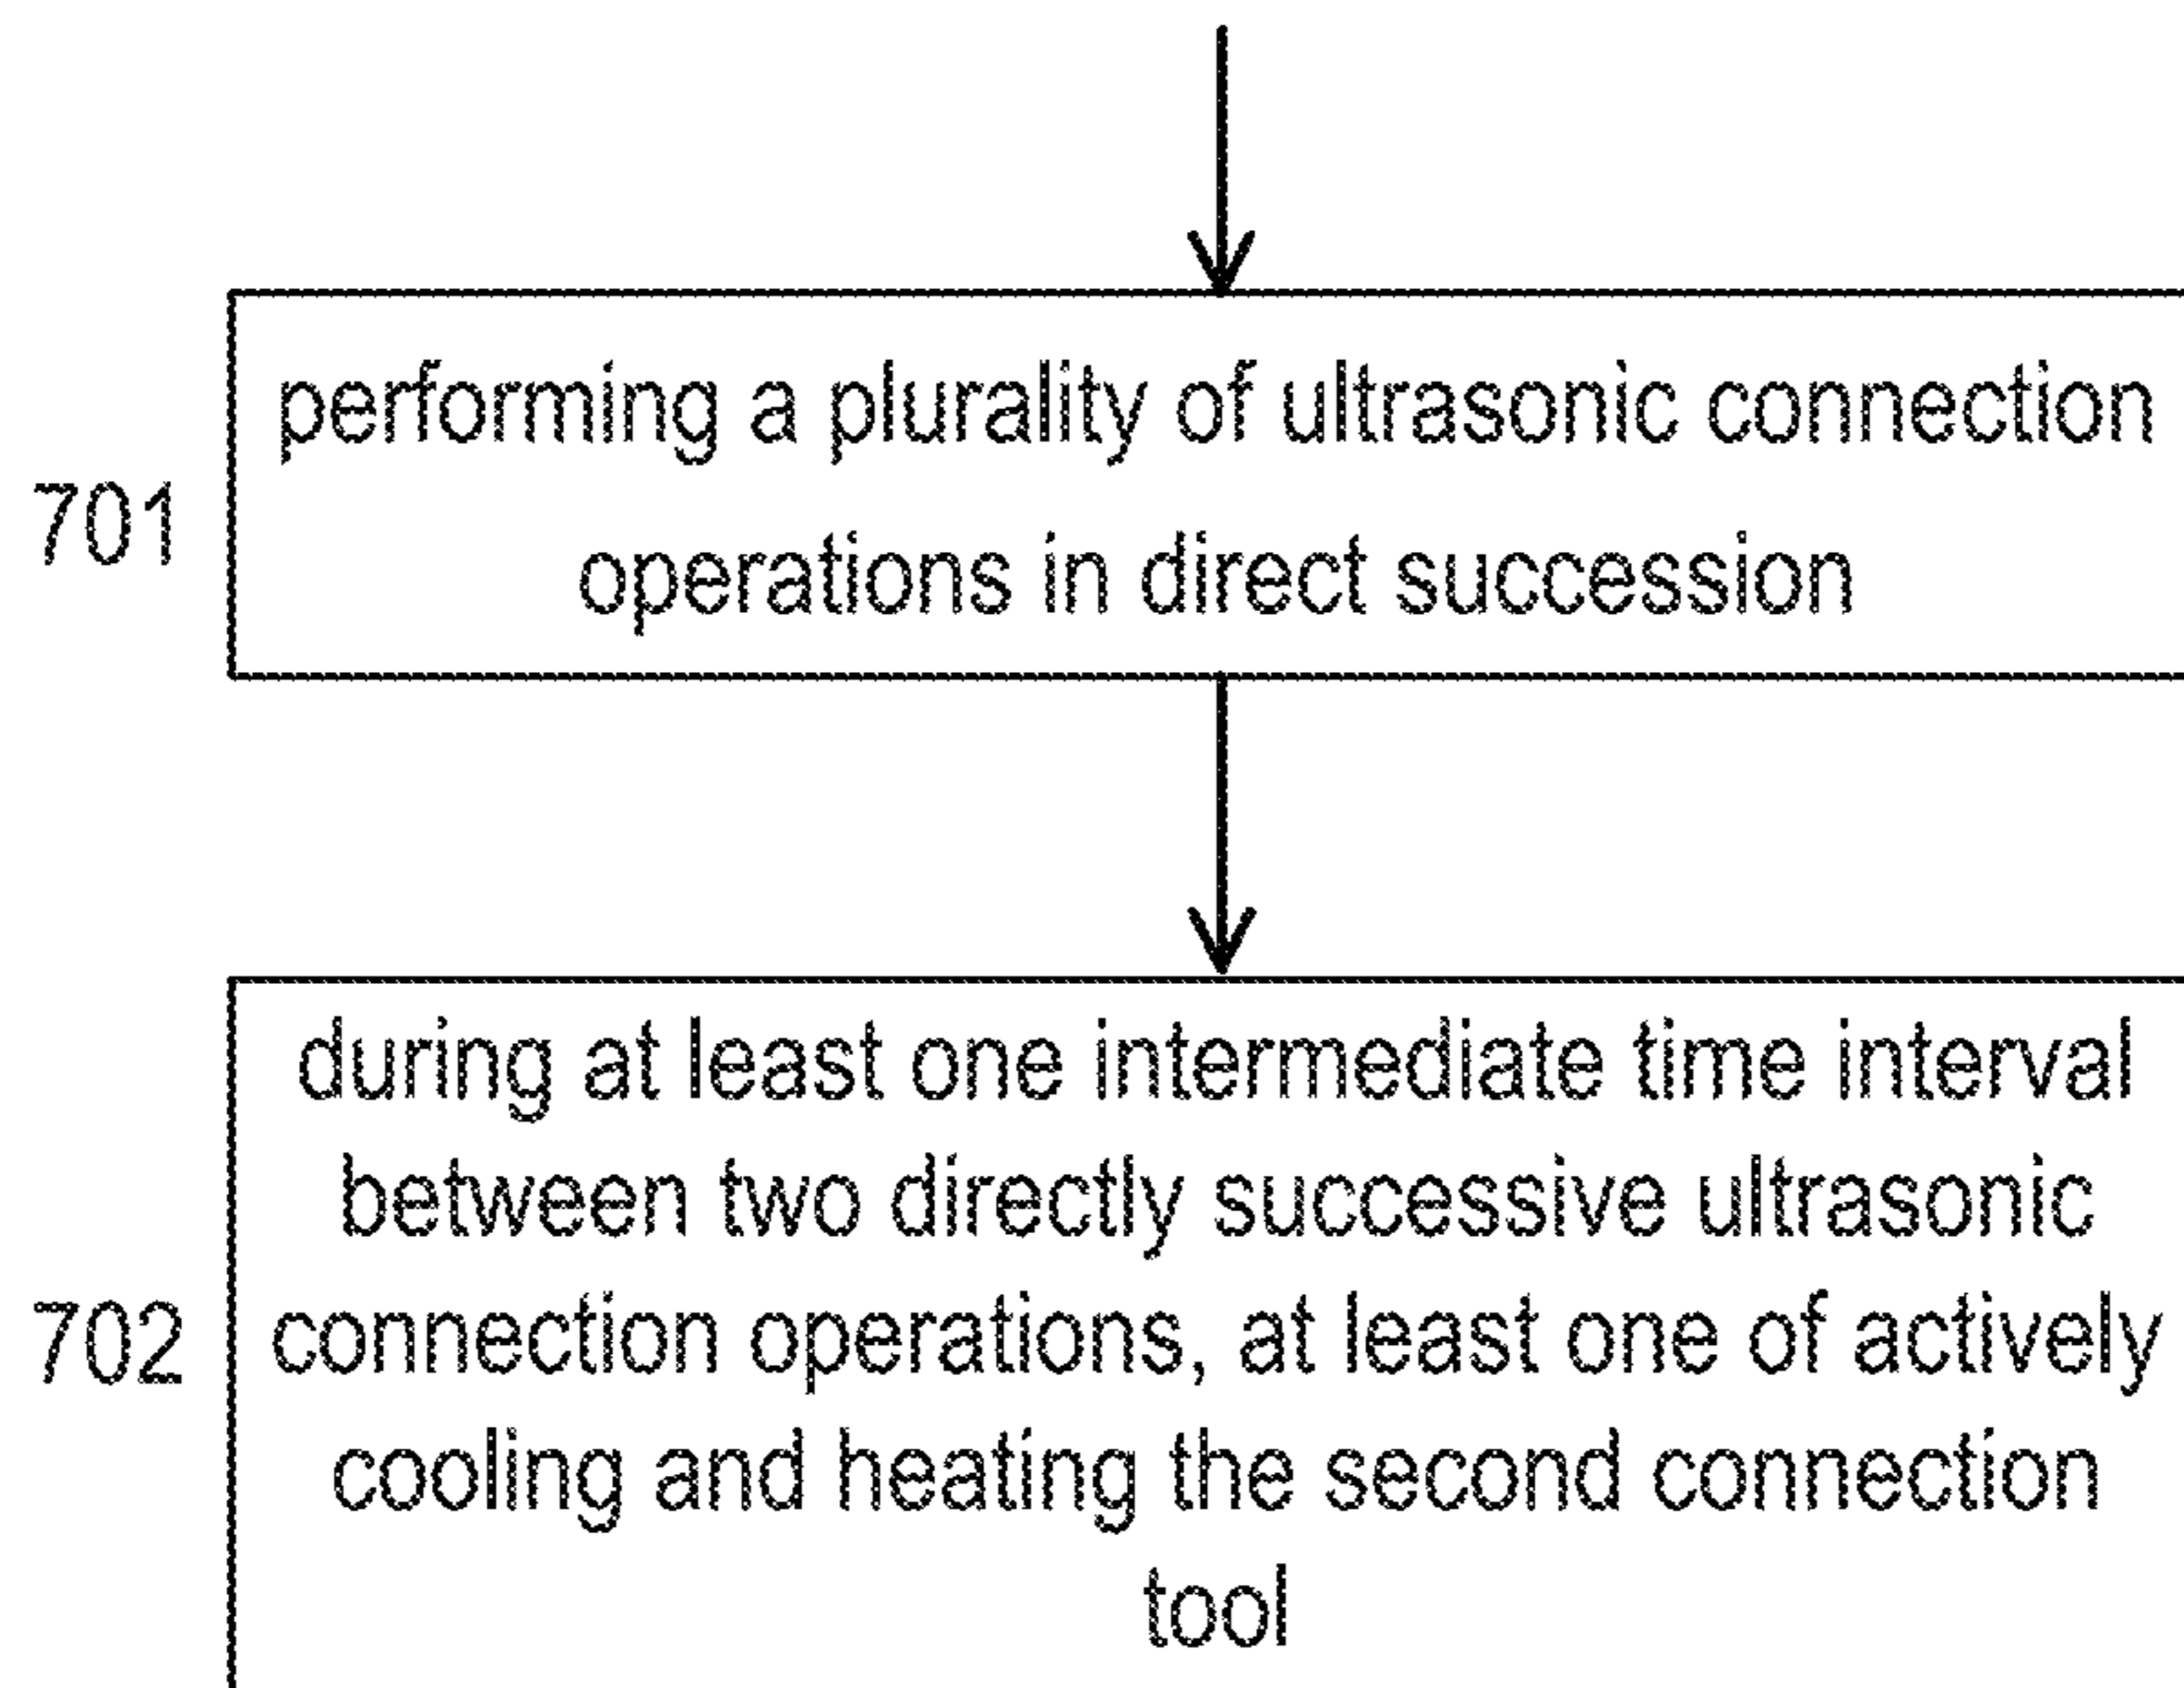 performing a plurality of ultrasonic connection
701
operations in direct succession
during at least one intermediate time interval
between two directly successive ultrasonic
702
connection operations, at least one of actively
cooling and heating the second connection
tool